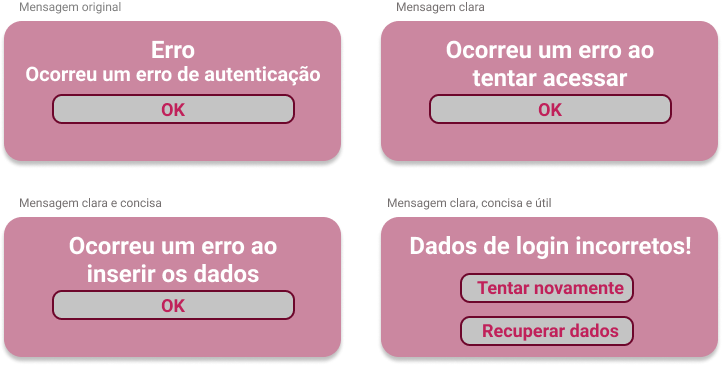 Mensagem original
Erro
Ocorreu um erro de autenticação
OK
Mensagem clara
Ocorreu um erro ao
tentar acessar
OK
Mensagem clara e concisa
Ocorreu um erro ao
inserir os dados
OK
Mensagem clara, concisa e útil
Dados de login incorretos!
Tentar novamente
Recuperar dados